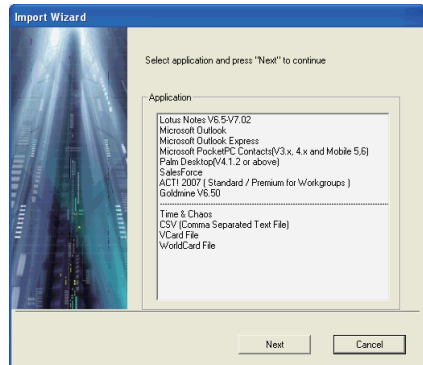 Import Wizard
Select application and press "Next" to continue
Application
Lotus Notes V6.5-V7.02
Microsoft Outlook
Microsoft Outlook Express
Microsoft PocketPC Contacts(V3.x, 4.x and Mobile 5,6)
Palm Desktop(V4.1.2 or above)
SalesForce
ACT! 2007 ( Standard / Premium for Workgroups )
Goldmine V6.50
Time & Chaos
CSV (Comma Separated Text File)
VCard File
WorldCard File
Next
Cancel